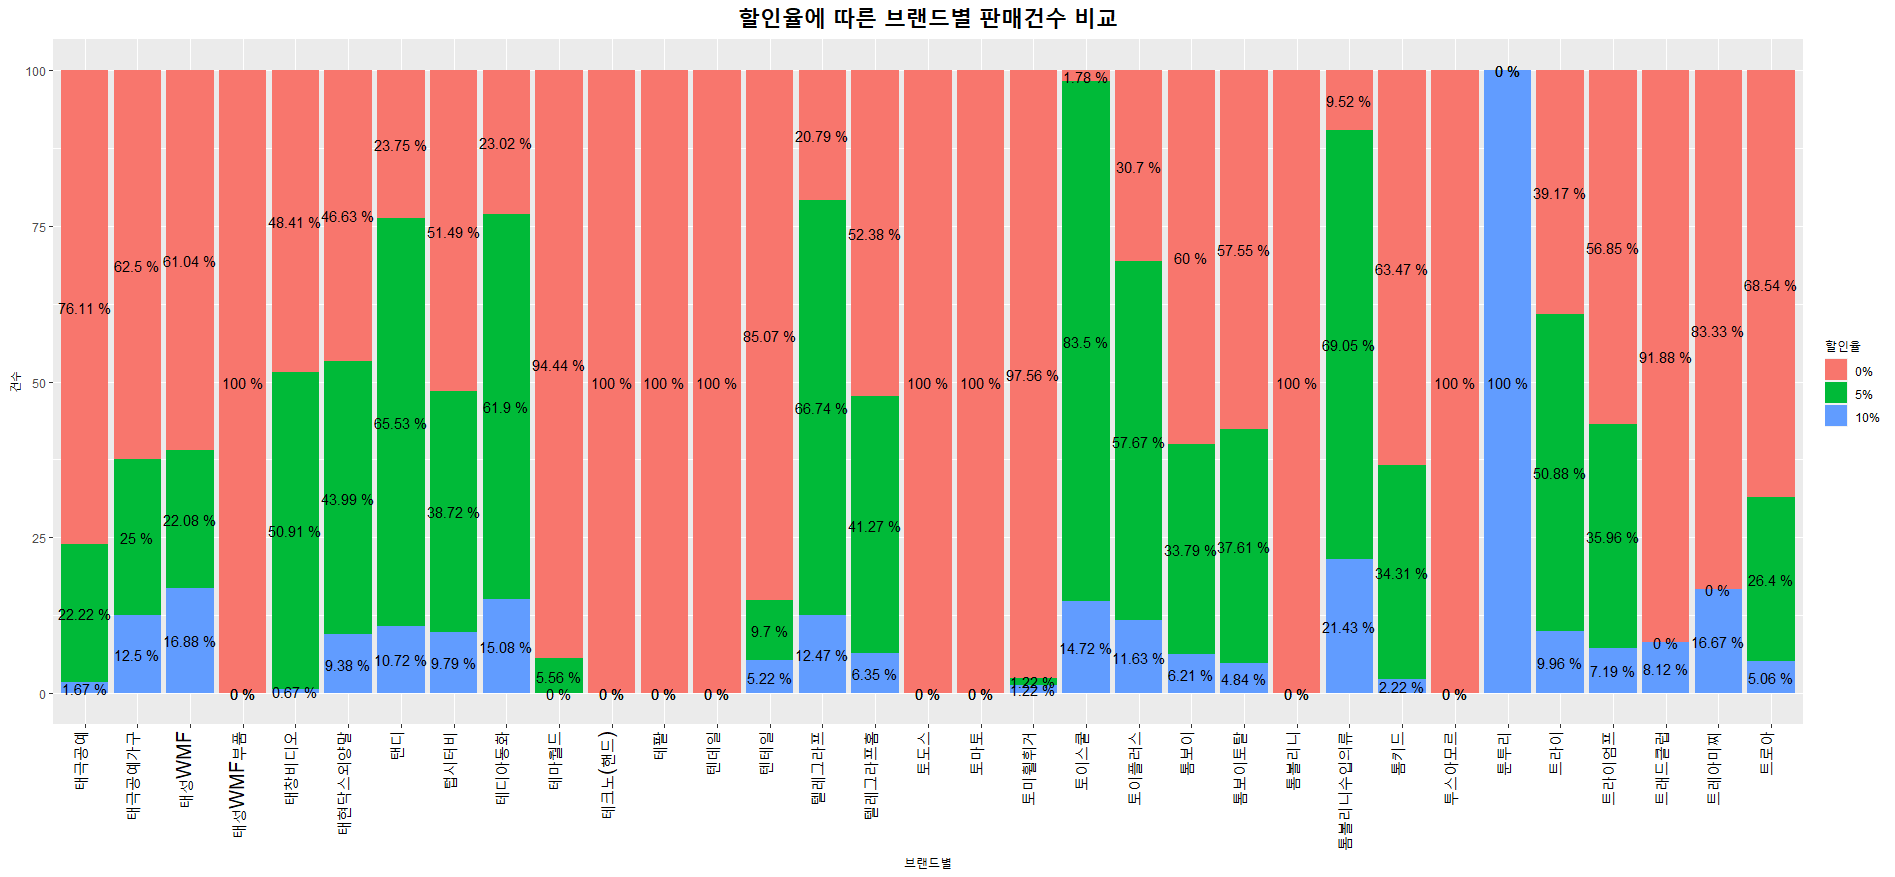 할인율에 따른 브랜드별 판매건수 비교
건수
100
75
50
25
0
76.11 %
22.22 %
1.67 %
62.5 %
25 %
12.5 %
61.04 %
22.08 %
16.88 %
100 %
0 %
48.41 %
50.91 %
0.67 %
46.63 %
43.99 %
9.38 %
23.75 %
65.53 %
10.72 %
51.49 %
38.72 %
9.79 %
23.02 %
61.9 %
15.08 %
94.44 %
5.56 %
0 %
100 %
0 %
100 %
0 %
100 %
0 %
85.07 %
9.7 %
5.22 %
20.79 %
66.74 %
12.47 %
52.38 %
41.27 %
6.35 %
100 %
0 %
100 %
0 %
97.56 %
1.22 %
1.22 %
1.78 %
83.5 %
14.72 %
30.7 %
57.67 %
11.63 %
60 %
33.79 %
6.21 %
57.55 %
37.61 %
4.84 %
100 %
0 %
9.52 %
69.05 %
21.43 %
63.47 %
34.31 %
2.22 %
100 %
0 %
0 %
100 %
39.17 %
50.88 %
9.96 %
56.85 %
35.96 %
7.19 %
91.88 %
0 %
8.12 %
83.33 %
0 %
16.67 %
68.54 %
26.4 %
5.06 %
태극공예
태극공예가구
태성WMF
태성WMF부품
태창비디오
태현닥스외양말
탠디
텁시터비
테디아동화
테마월드
테크노(핸드)
테팔
텐데일
텐테일
텔레그라프
텔레그라프홈
토도스
토마토
토미휠휘거
토이스쿨
토이플러스
톰보이
톰보이토탈
톰볼리니
톰볼리니수입의류
톰키드
투스아모르
툰투리
트라이
트라이엄프
트래드클럽
트레이미찌
트로아
브랜드별
할인율
0%
5%
10%